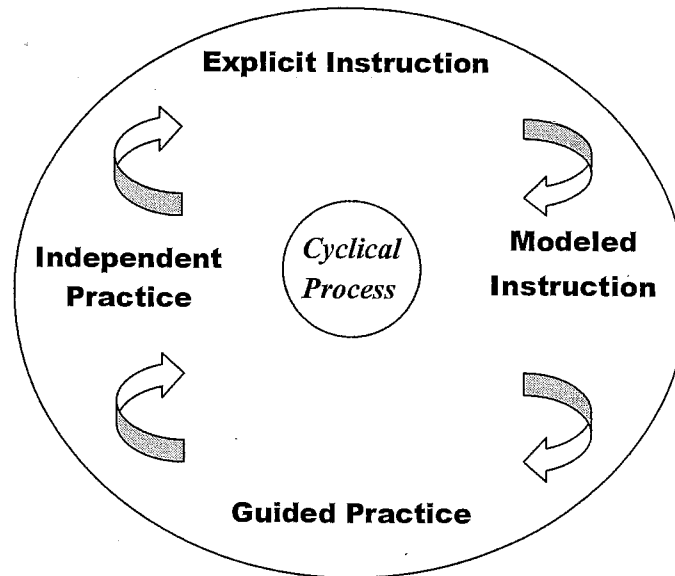 Explicit Instruction
Modeled
Instruction
Guided Practice
Independent
Practice
Cyclical
Process